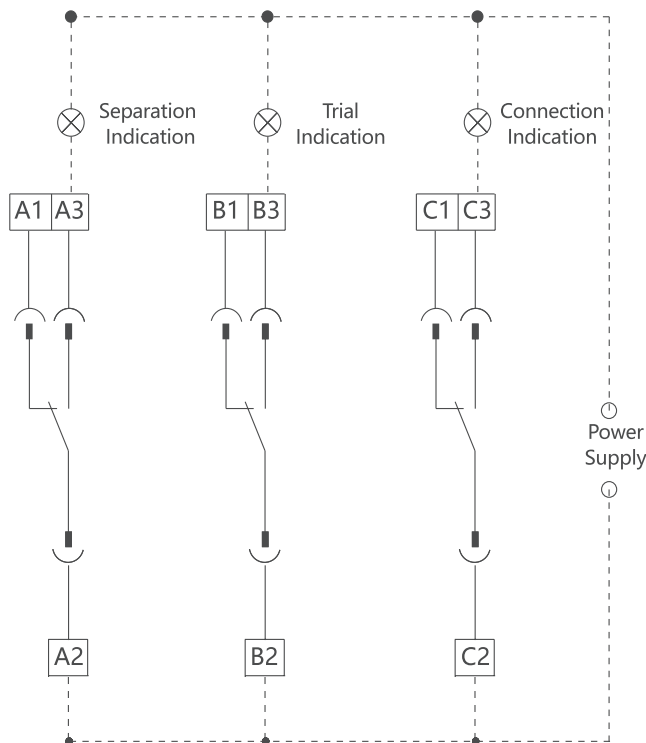 Separation
Indication
Trial
Indication
Connection
Indication
A1 A3
B1 B3
C1 C3
Power
Supply
A2
B2
C2